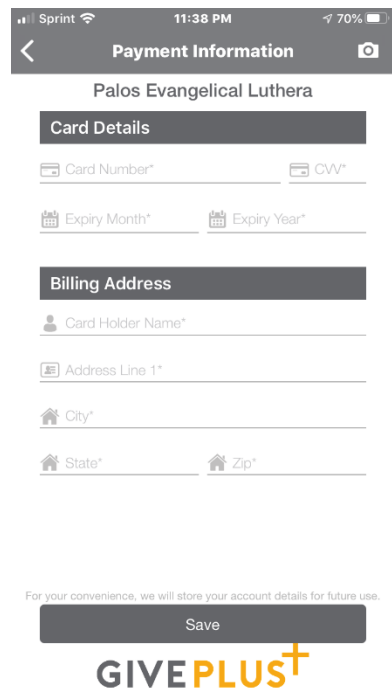 Sprint 11:38 PM 70%
Payment Information
Palos Evangelical Luthera
Card Details
Card Number* CVV*
Expiry Month* Expiry Year*
Billing Address
Card Holder Name*
Address Line 1*
City*
State* Zip*
For your convenience, we will store your account details for future use.
Save
GIVEPLUS+